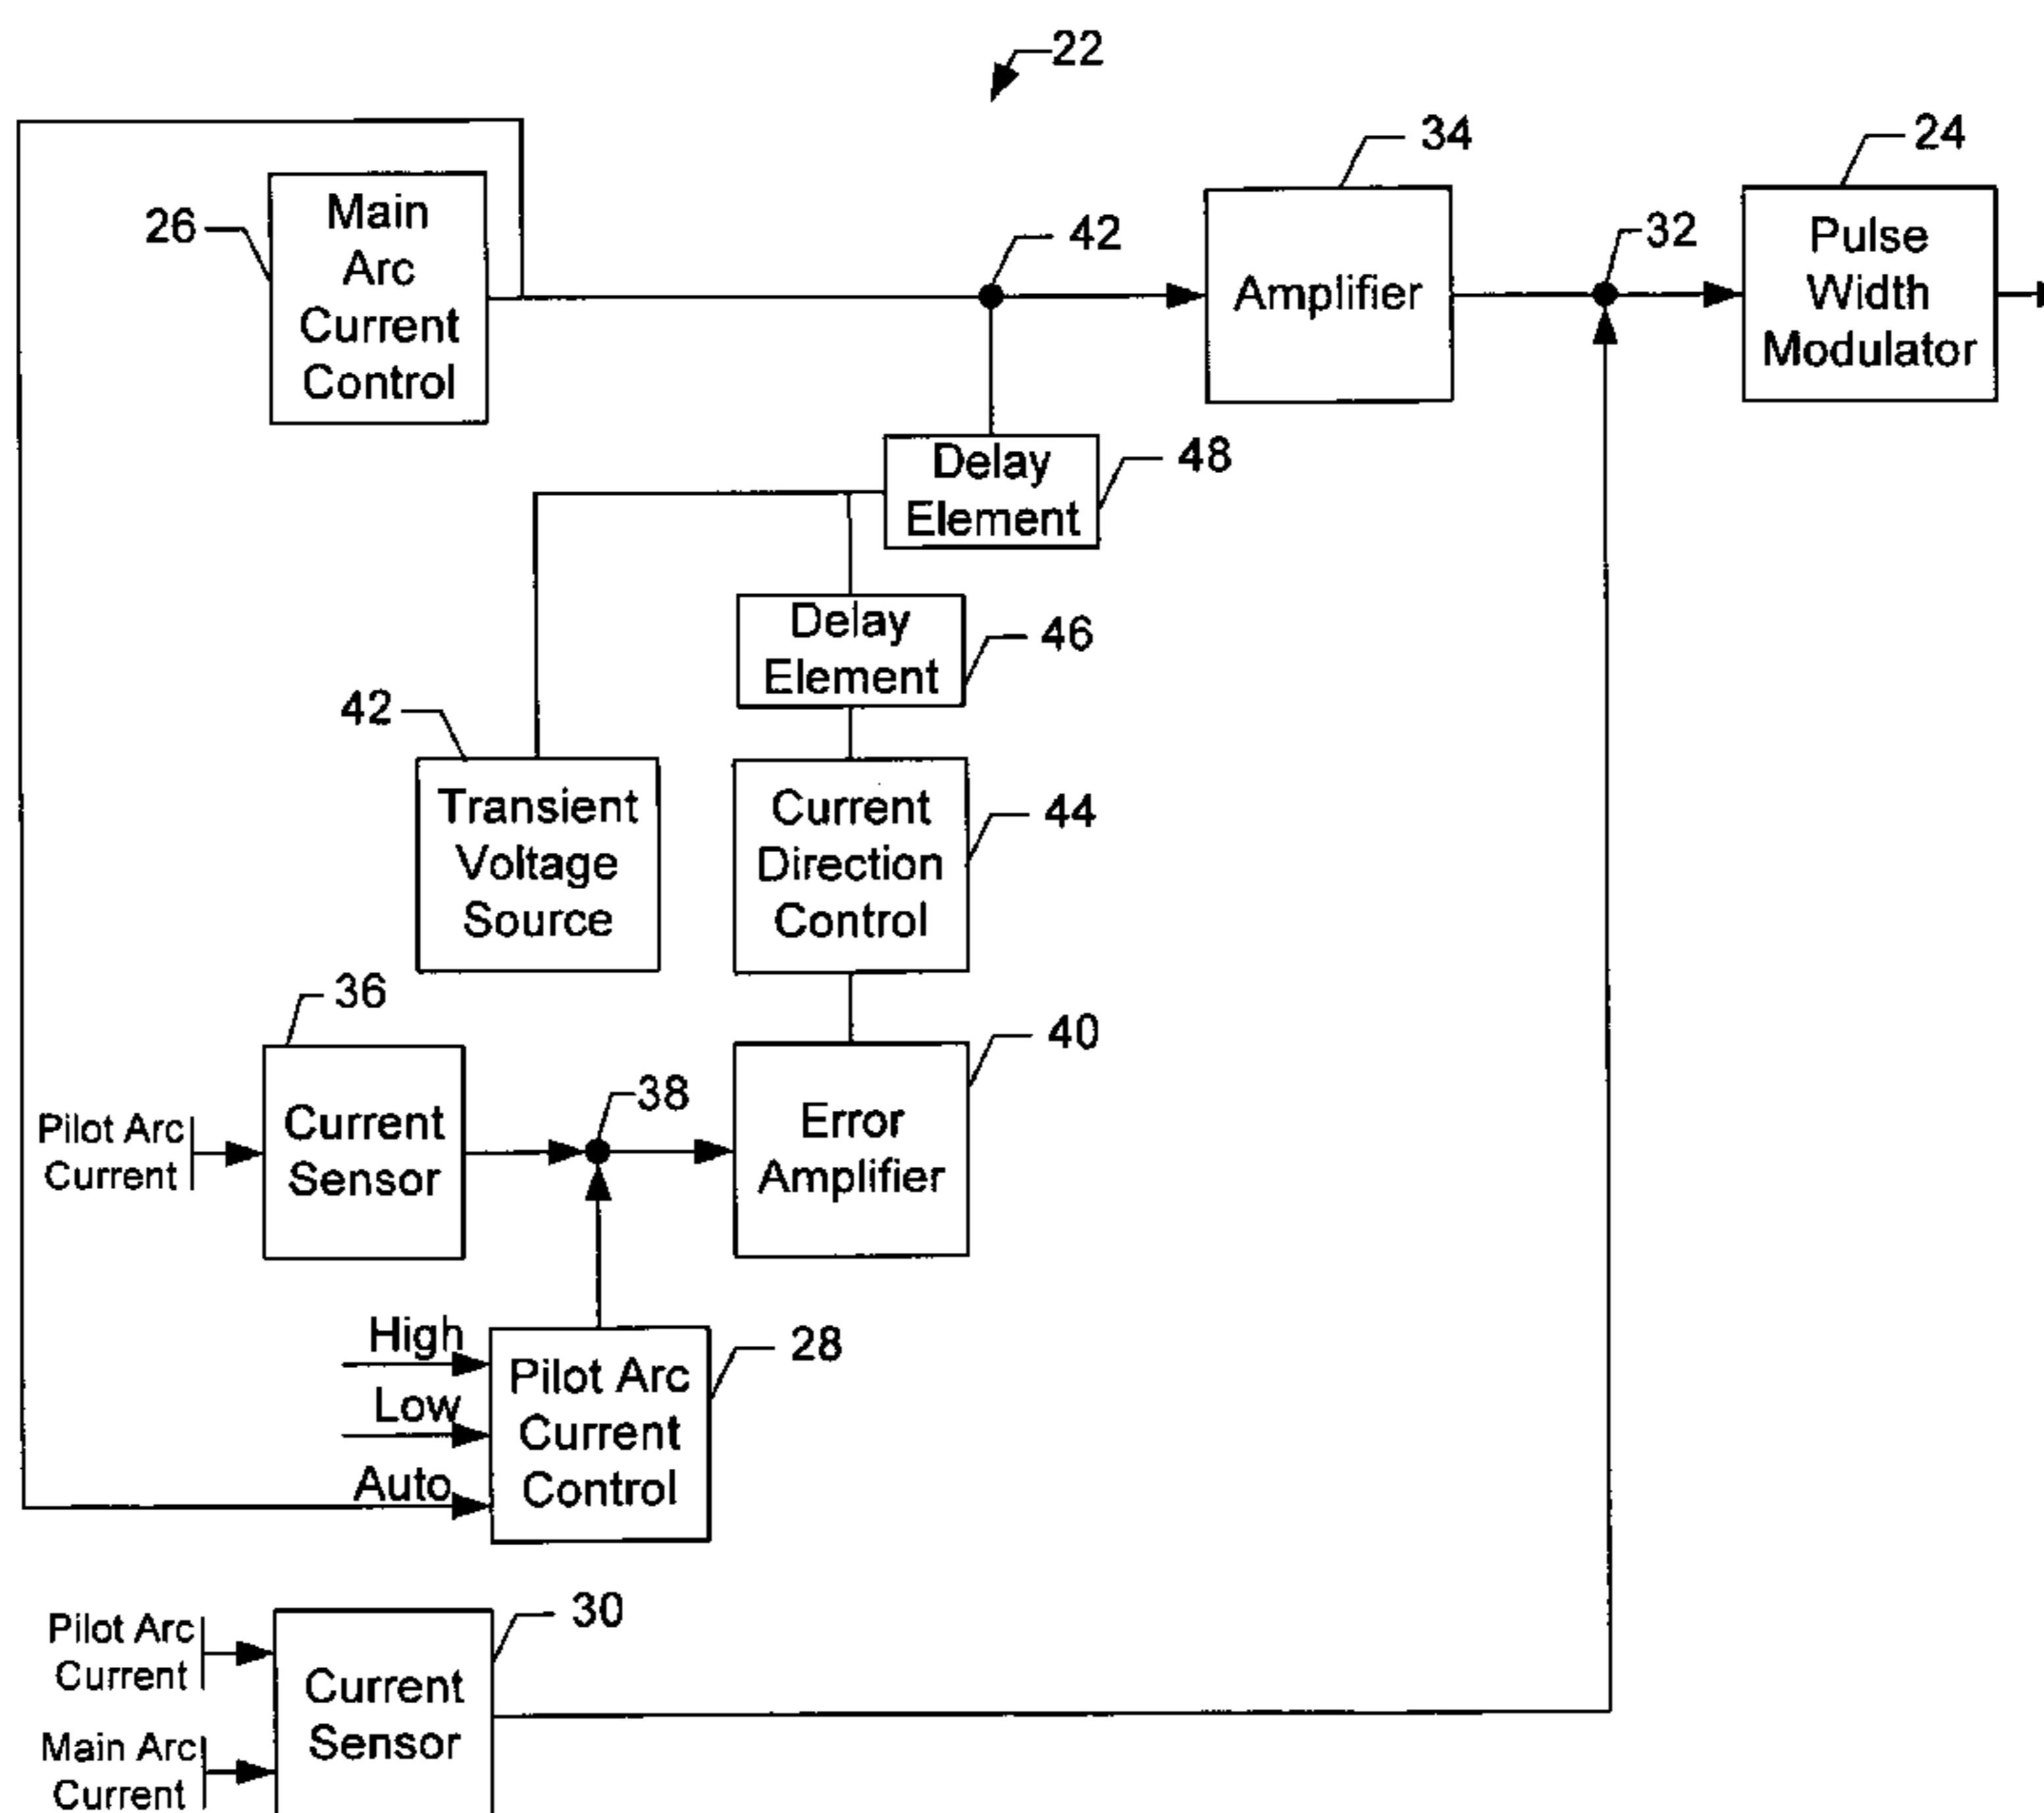 22
34
24
26
Main
Arc
Current
Control
42
32
Amplifier
Pulse
Width
Modulator
Delay
Element
48
Delay
Element
46
42
Transient
Voltage
Source
Current
Direction
Control
44
36
40
38
Pilot Arc
Current
Current
Sensor
Error
Amplifier
High
Low
Auto
28
Pilot Arc
Current
Control
30
Pilot Arc
Current
Main Arc
Current
Current
Sensor